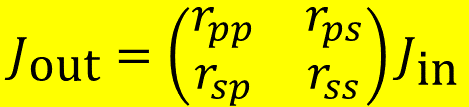 J_out = (r_pp r_ps
r_sp r_ss) J_in